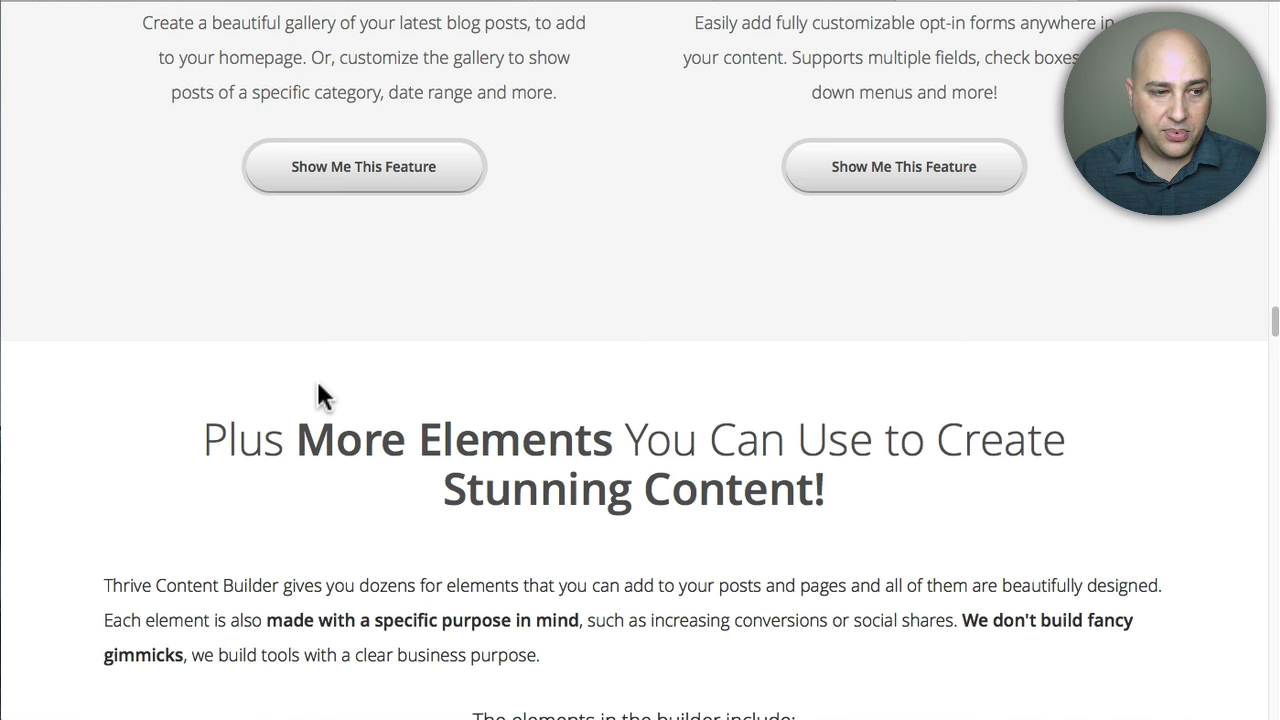 Create a beautiful gallery of your latest blog posts, to add
to your homepage. Or, customize the gallery to show
posts of a specific category, date range and more.
Show Me This Feature
Easily add fully customizable opt-in forms anywhere in
your content. Supports multiple fields, check boxes
down menus and more!
Show Me This Feature
Plus More Elements You Can Use to Create
Stunning Content!
Thrive Content Builder gives you dozens for elements that you can add to your posts and pages and all of them are beautifully designed.
Each element is also made with a specific purpose in mind, such as increasing conversions or social shares. We don't build fancy
gimmicks, we build tools with a clear business purpose.
The elements in the builder include: